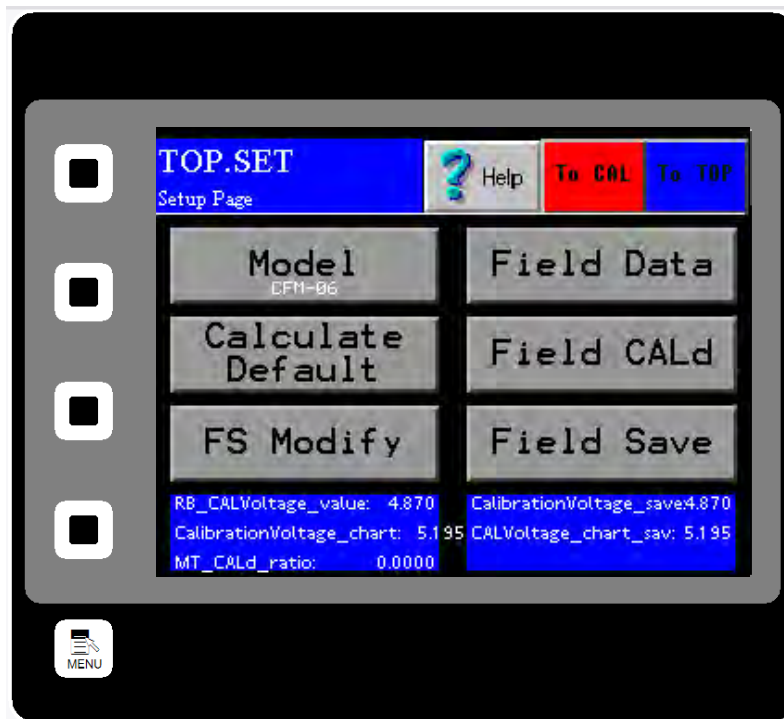 TOP.SET
Setup Page
Help
To CAL
To TOP
Model
CFM-06
Field Data
Calculate
Default
Field CALd
FS Modify
Field Save
RB_CALVoltage_value: 4.870
CalibrationVoltage_save:4.870
CalibrationVoltage_chart: 5.195
CALVoltage_chart_sav: 5.195
MT_CALd_ratio: 0.0000
MENU